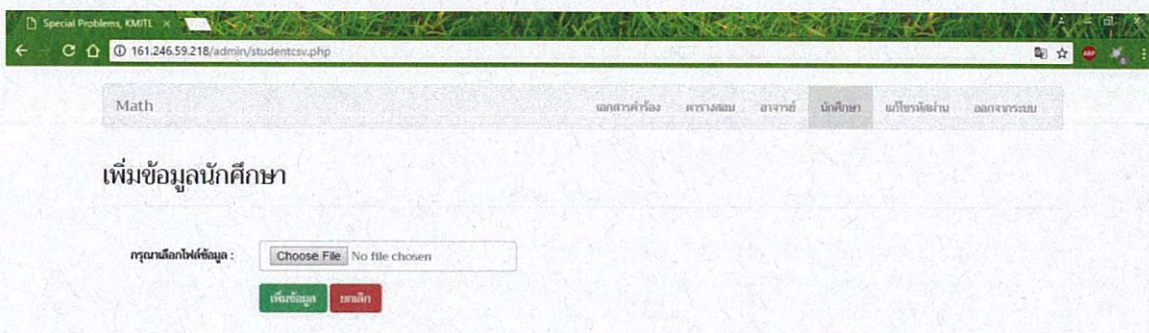 Special Problems, KMITL ×
161.246.59.218/admin/studentcsv.php
Math เอกสารคำร้อง ตารางสอบ อาจารย์ นักศึกษา แก้ไขรหัสผ่าน ออกจากระบบ
เพิ่มข้อมูลนักศึกษา
กรุณาเลือกไฟล์ข้อมูล : Choose File No file chosen
เพิ่มข้อมูล ยกเลิก